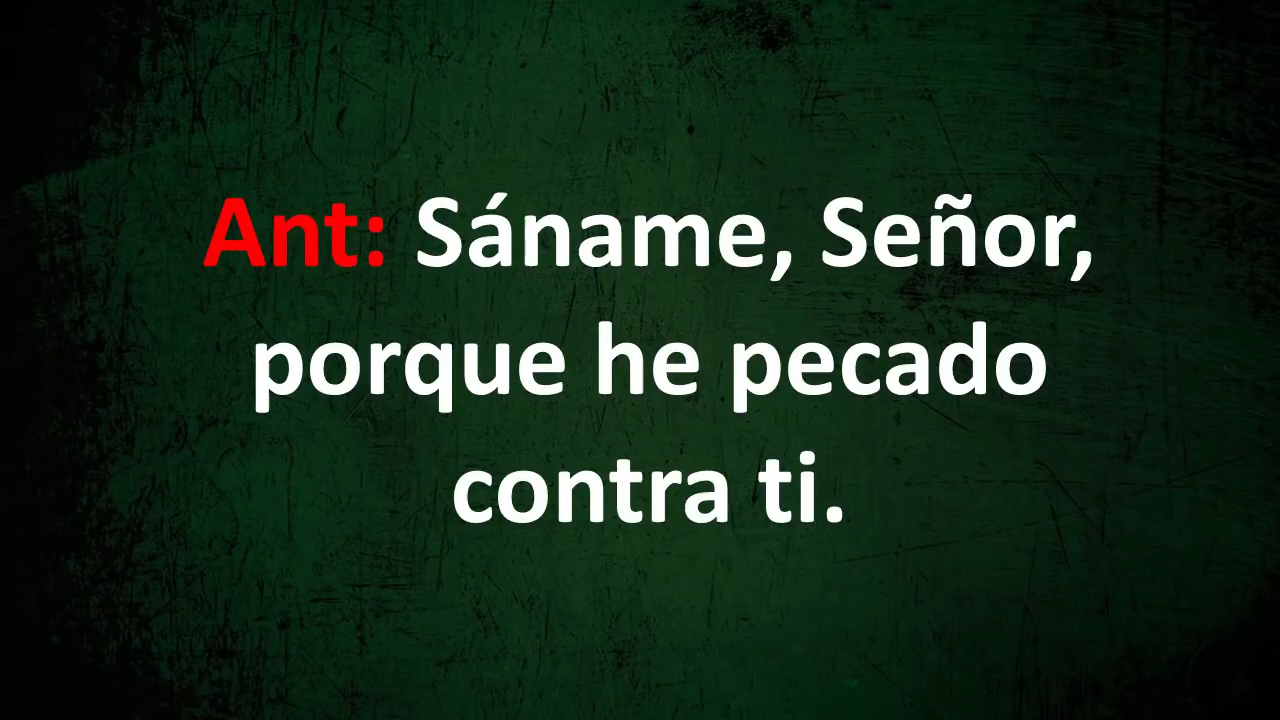 Ant: Sáname, Señor,
porque he pecado
contra ti.